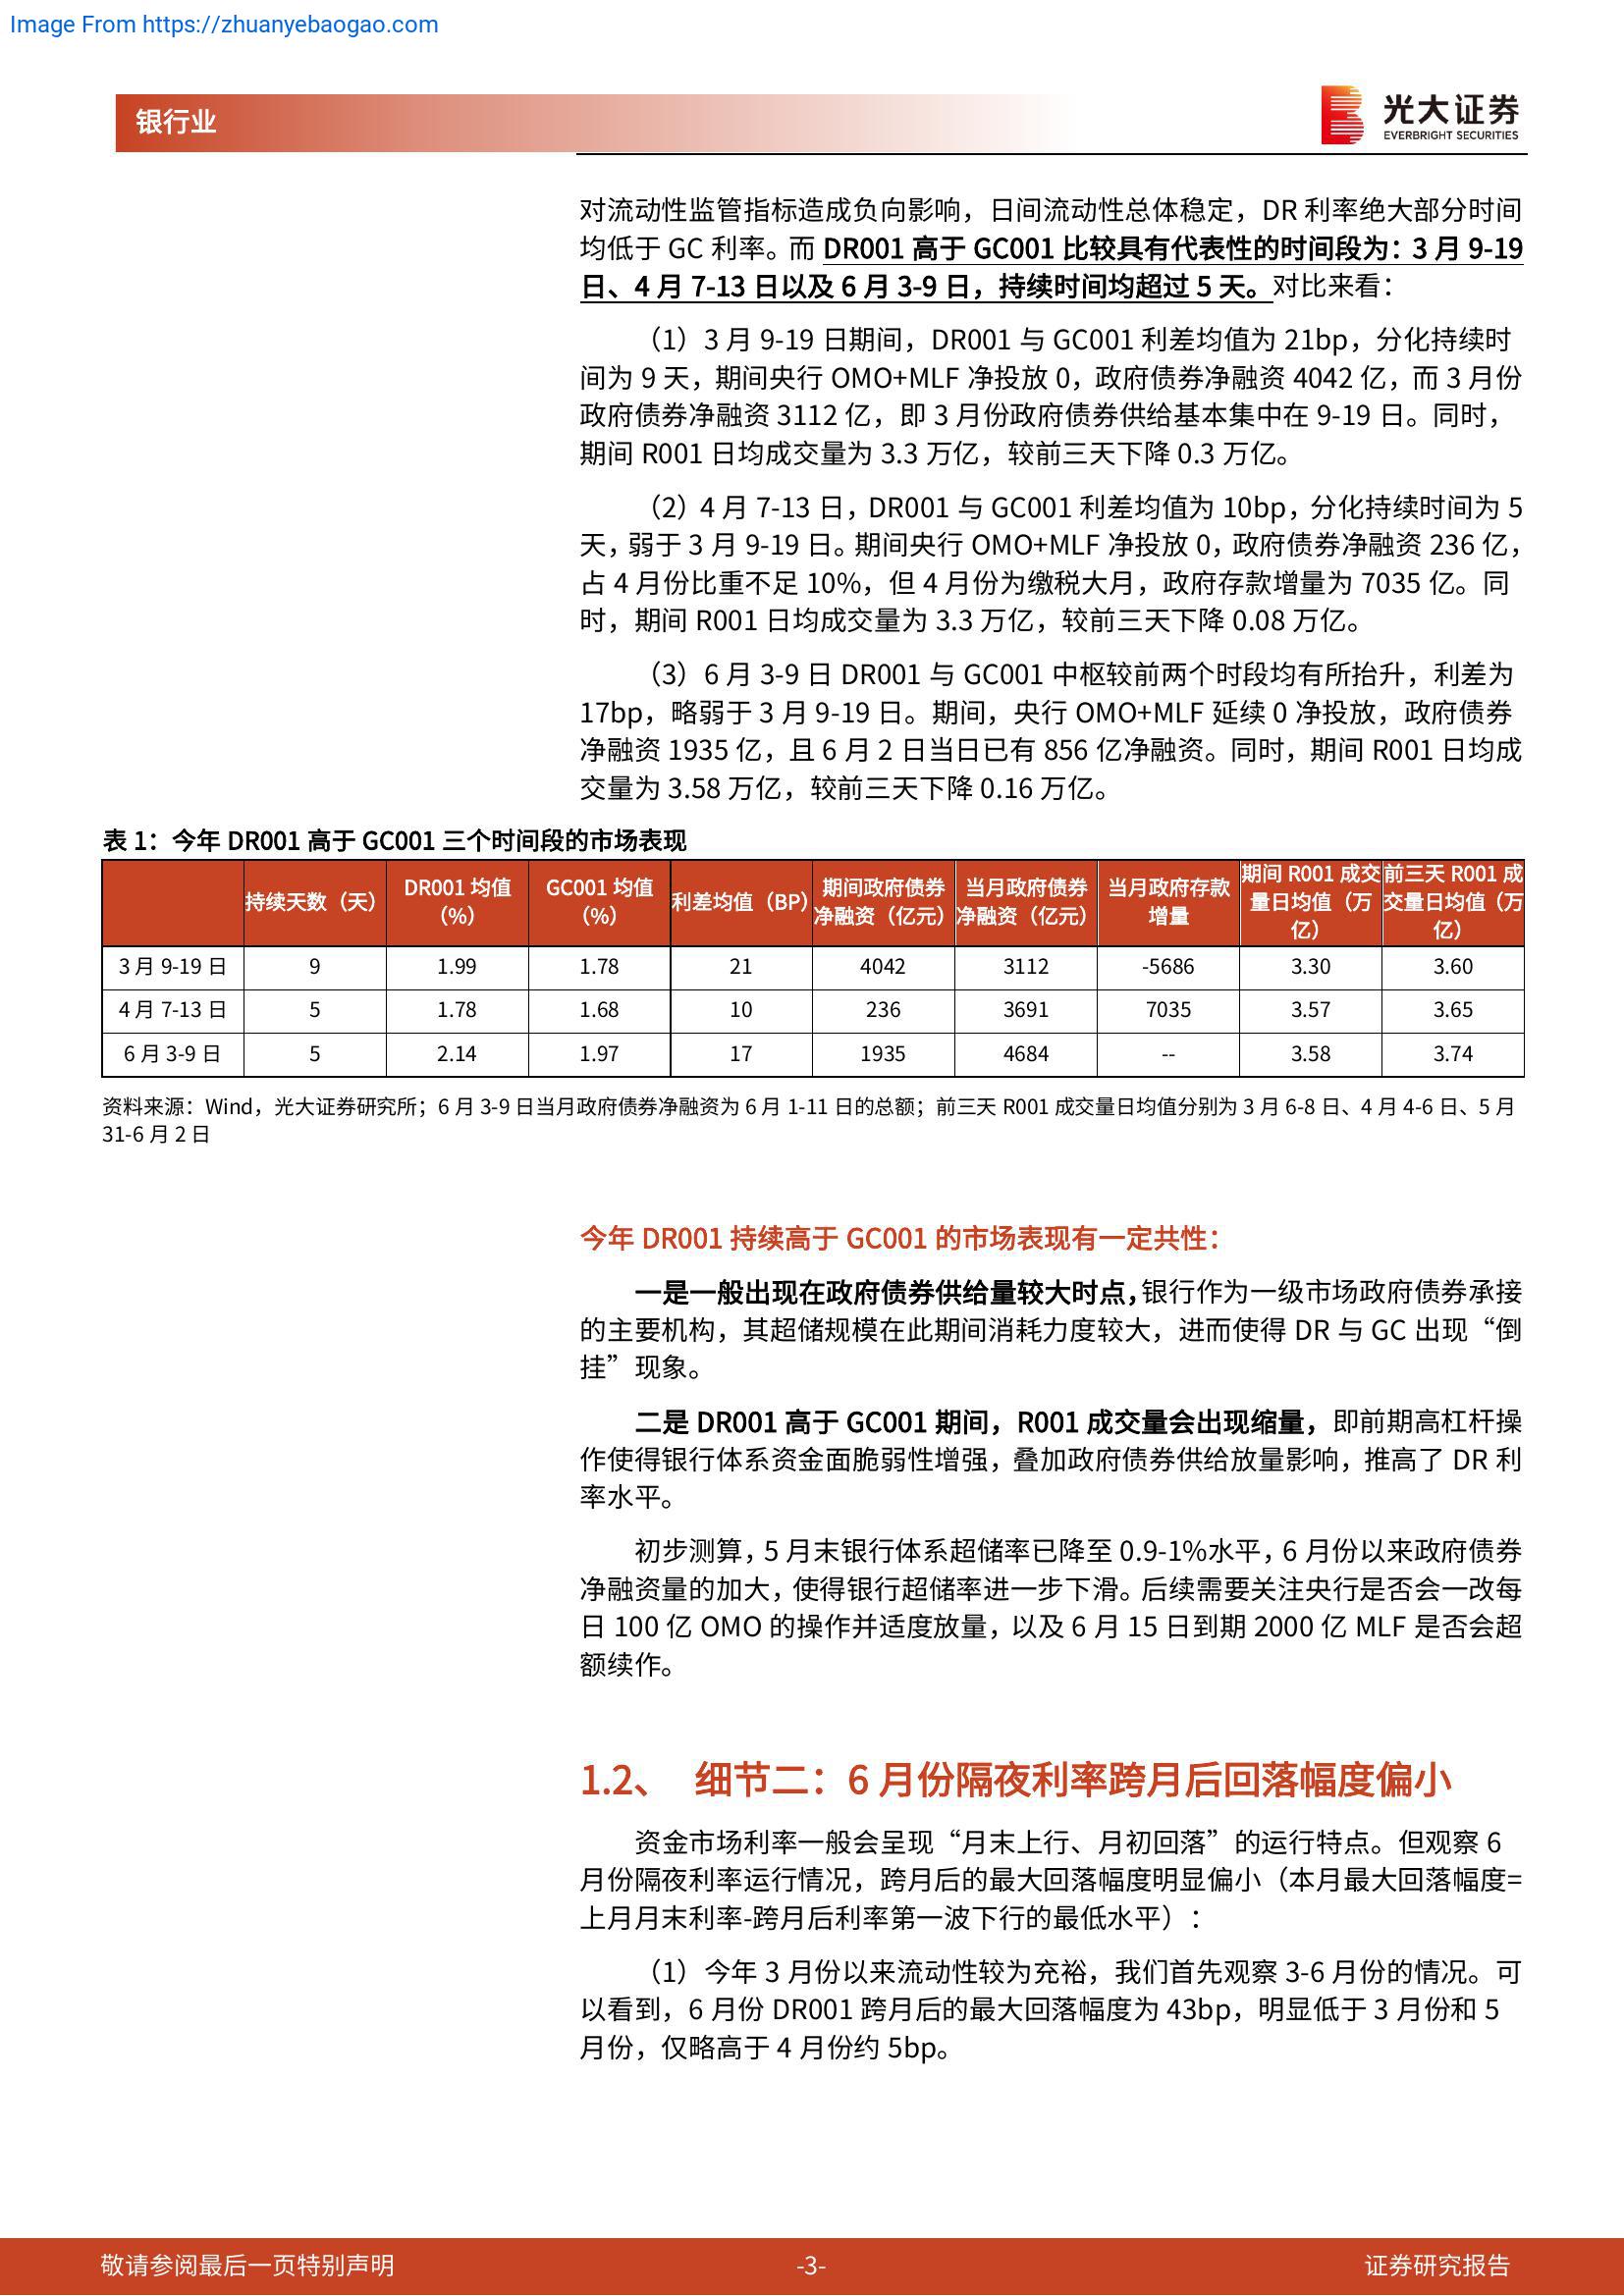 Image From https://zhuanyebaogao.com
银行业
光大证券
EVERBRIGHT SECURITIES
对流动性监管指标造成负向影响，日间流动性总体稳定，DR 利率绝大部分时间
均低于 GC 利率。而 DR001 高于 GC001 比较具有代表性的时间段为：3 月 9-19
日、4 月 7-13 日以及 6 月 3-9 日，持续时间均超过 5 天。对比来看：
（1）3 月 9-19 日期间，DR001 与 GC001 利差均值为 21bp，分化持续时
间为 9 天，期间央行 OMO+MLF 净投放 0，政府债券净融资 4042 亿，而 3 月份
政府债券净融资 3112 亿，即 3 月份政府债券供给基本集中在 9-19 日。同时，
期间 R001 日均成交量为 3.3 万亿，较前三天下降 0.3 万亿。
（2）4 月 7-13 日，DR001 与 GC001 利差均值为 10bp，分化持续时间为 5
天，弱于 3 月 9-19 日。期间央行 OMO+MLF 净投放 0，政府债券净融资 236 亿，
占 4 月份比重不足 10%，但 4 月份为缴税大月，政府存款增量为 7035 亿。同
时，期间 R001 日均成交量为 3.3 万亿，较前三天下降 0.08 万亿。
（3）6 月 3-9 日 DR001 与 GC001 中枢较前两个时段均有所抬升，利差为
17bp，略弱于 3 月 9-19 日。期间，央行 OMO+MLF 延续 0 净投放，政府债券
净融资 1935 亿，且 6 月 2 日当日已有 856 亿净融资。同时，期间 R001 日均成
交量为 3.58 万亿，较前三天下降 0.16 万亿。
表 1：今年 DR001 高于 GC001 三个时间段的市场表现
持续天数（天） DR001 均值（%） GC001 均值（%） 利差均值（BP） 期间政府债券净融资（亿元） 当月政府债券净融资（亿元） 当月政府存款增量 期间 R001 成交量日均值（万亿） 前三天 R001 成交量日均值（万亿）
3 月 9-19 日 9 1.99 1.78 21 4042 3112 -5686 3.30 3.60
4 月 7-13 日 5 1.78 1.68 10 236 3691 7035 3.57 3.65
6 月 3-9 日 5 2.14 1.97 17 1935 4684 -- 3.58 3.74
资料来源：Wind，光大证券研究所；6 月 3-9 日当月政府债券净融资为 6 月 1-11 日的总额；前三天 R001 成交量日均值分别为 3 月 6-8 日、4 月 4-6 日、5 月
31-6 月 2 日
今年 DR001 持续高于 GC001 的市场表现有一定共性：
一是一般出现在政府债券供给量较大时点，银行作为一级市场政府债券承接
的主要机构，其超储规模在此期间消耗力度较大，进而使得 DR 与 GC 出现“倒
挂”现象。
二是 DR001 高于 GC001 期间，R001 成交量会出现缩量，即前期高杠杆操
作使得银行体系资金面脆弱性增强，叠加政府债券供给放量影响，推高了 DR 利
率水平。
初步测算，5 月末银行体系超储率已降至 0.9-1%水平，6 月份以来政府债券
净融资量的加大，使得银行超储率进一步下滑。后续需要关注央行是否会一改每
日 100 亿 OMO 的操作并适度放量，以及 6 月 15 日到期 2000 亿 MLF 是否会超
额续作。
1.2、 细节二：6 月份隔夜利率跨月后回落幅度偏小
资金市场利率一般会呈现“月末上行、月初回落”的运行特点。但观察 6
月份隔夜利率运行情况，跨月后的最大回落幅度明显偏小（本月最大回落幅度=
上月月末利率-跨月后利率第一波下行的最低水平）：
（1）今年 3 月份以来流动性较为充裕，我们首先观察 3-6 月份的情况。可
以看到，6 月份 DR001 跨月后的最大回落幅度为 43bp，明显低于 3 月份和 5
月份，仅略高于 4 月份约 5bp。
敬请参阅最后一页特别声明 -3- 证券研究报告